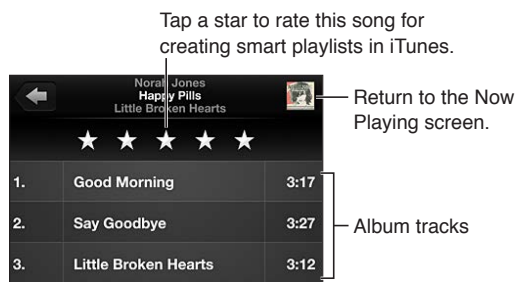 Tap a star to rate this song for
creating smart playlists in iTunes.
Norah Jones
Happy Pills
Little Broken Hearts
Return to the Now
Playing screen.
1. Good Morning 3:17
2. Say Goodbye 3:27
3. Little Broken Hearts 3:12
Album tracks